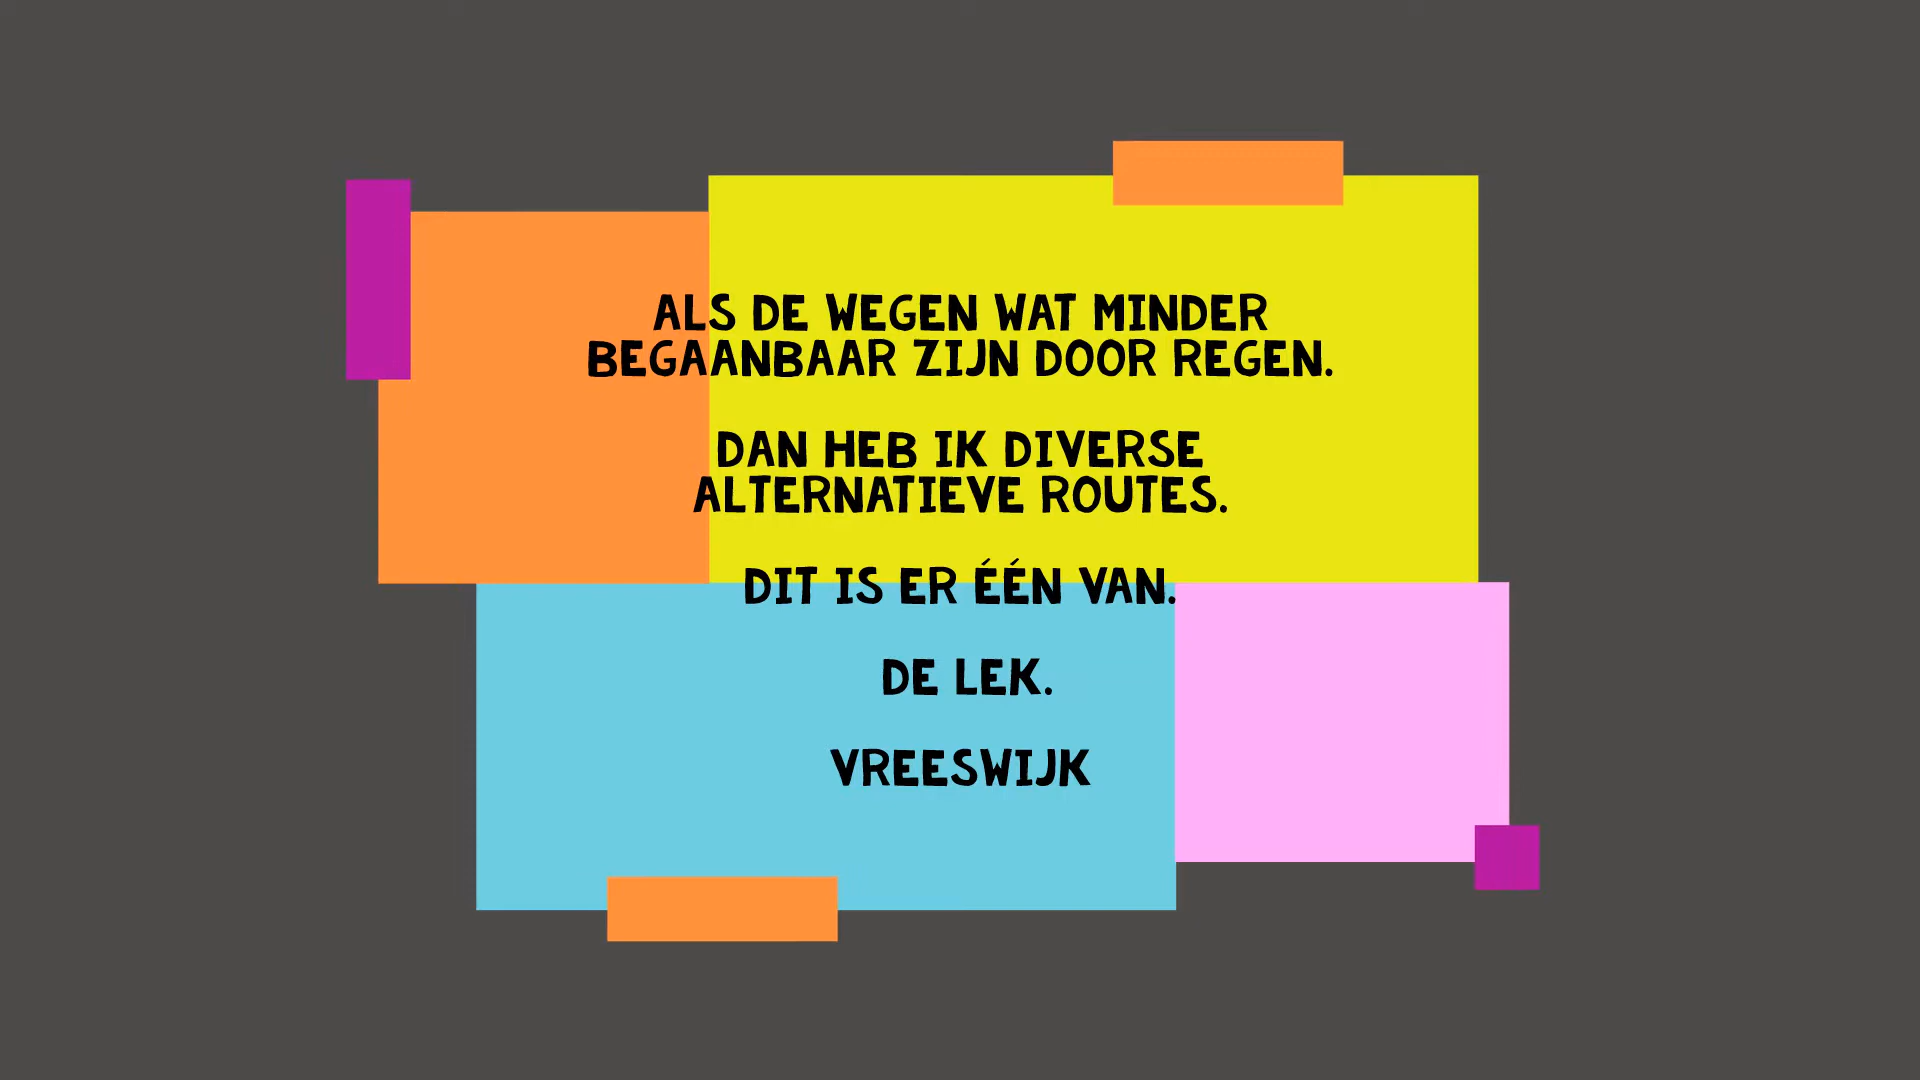 ALS DE WEGEN WAT MINDER
BEGAANBAAR ZIJN DOOR REGEN.
DAN HEB IK DIVERSE
ALTERNATIEVE ROUTES.
DIT IS ER ÉÉN VAN.
DE LEK.
VREESWIJK